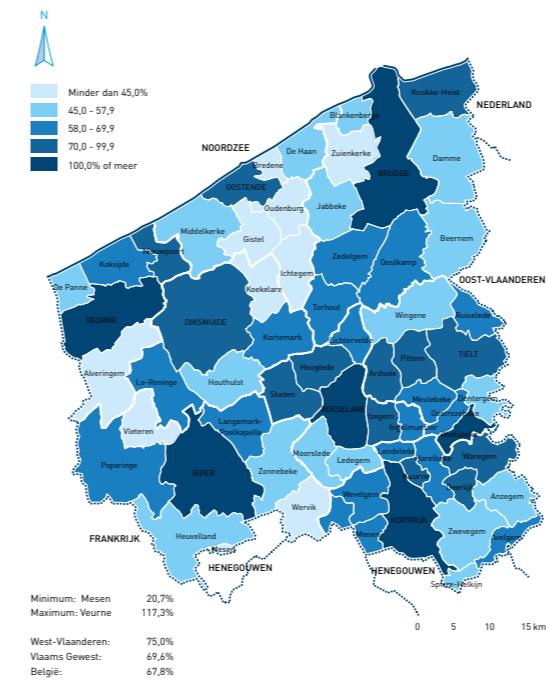 N
Minder dan 45,0%
45,0 - 57,9
58,0 - 69,9
70,0 - 99,9
100,0% of meer
NOORDZEE
NEDERLAND
Knokke-Heist
Blankenberge
Zuienkerke
De Haan
Bredene
BRUGGE
Damme
OOSTENDE
Oudenburg
Jabbeke
Middelkerke
Gistel
Beernem
Nieuwpoort
Koksijde
Zedelgem
Oostkamp
Ichtegem
OOST-VLAANDEREN
De Panne
Koekelare
Torhout
Wingene
Ruiselede
VEURNE
DIKSMUIDE
Kortemark
Lichtervelde
Alveringem
Lo-Reninge
Houthulst
Hooglede
Ardooie
Pittem
TIELT
Staden
Meulebeke
Dentergem
Vleteren
Langemark-
Poelkapelle
ROESELARE
Izegem
Oostrozebeke
Ingelmunster
Wielsbeke
Poperinge
IEPER
Zonnebeke
Moorslede
Ledegem
Lendelede
Harelbeke
Waregem
Kuurne
Deerlijk
Wervik
Wevelgem
Anzegem
Menen
KORTRIJK
Zwevegem
Avelgem
Heuvelland
Mesen
FRANKRIJK
HENEGOUWEN
HENEGOUWEN
Spiere-Helkijn
Minimum: Mesen 20,7%
Maximum: Veurne 117,3%
West-Vlaanderen: 75,0%
Vlaams Gewest: 69,6%
België: 67,8%
0 5 10 15 km